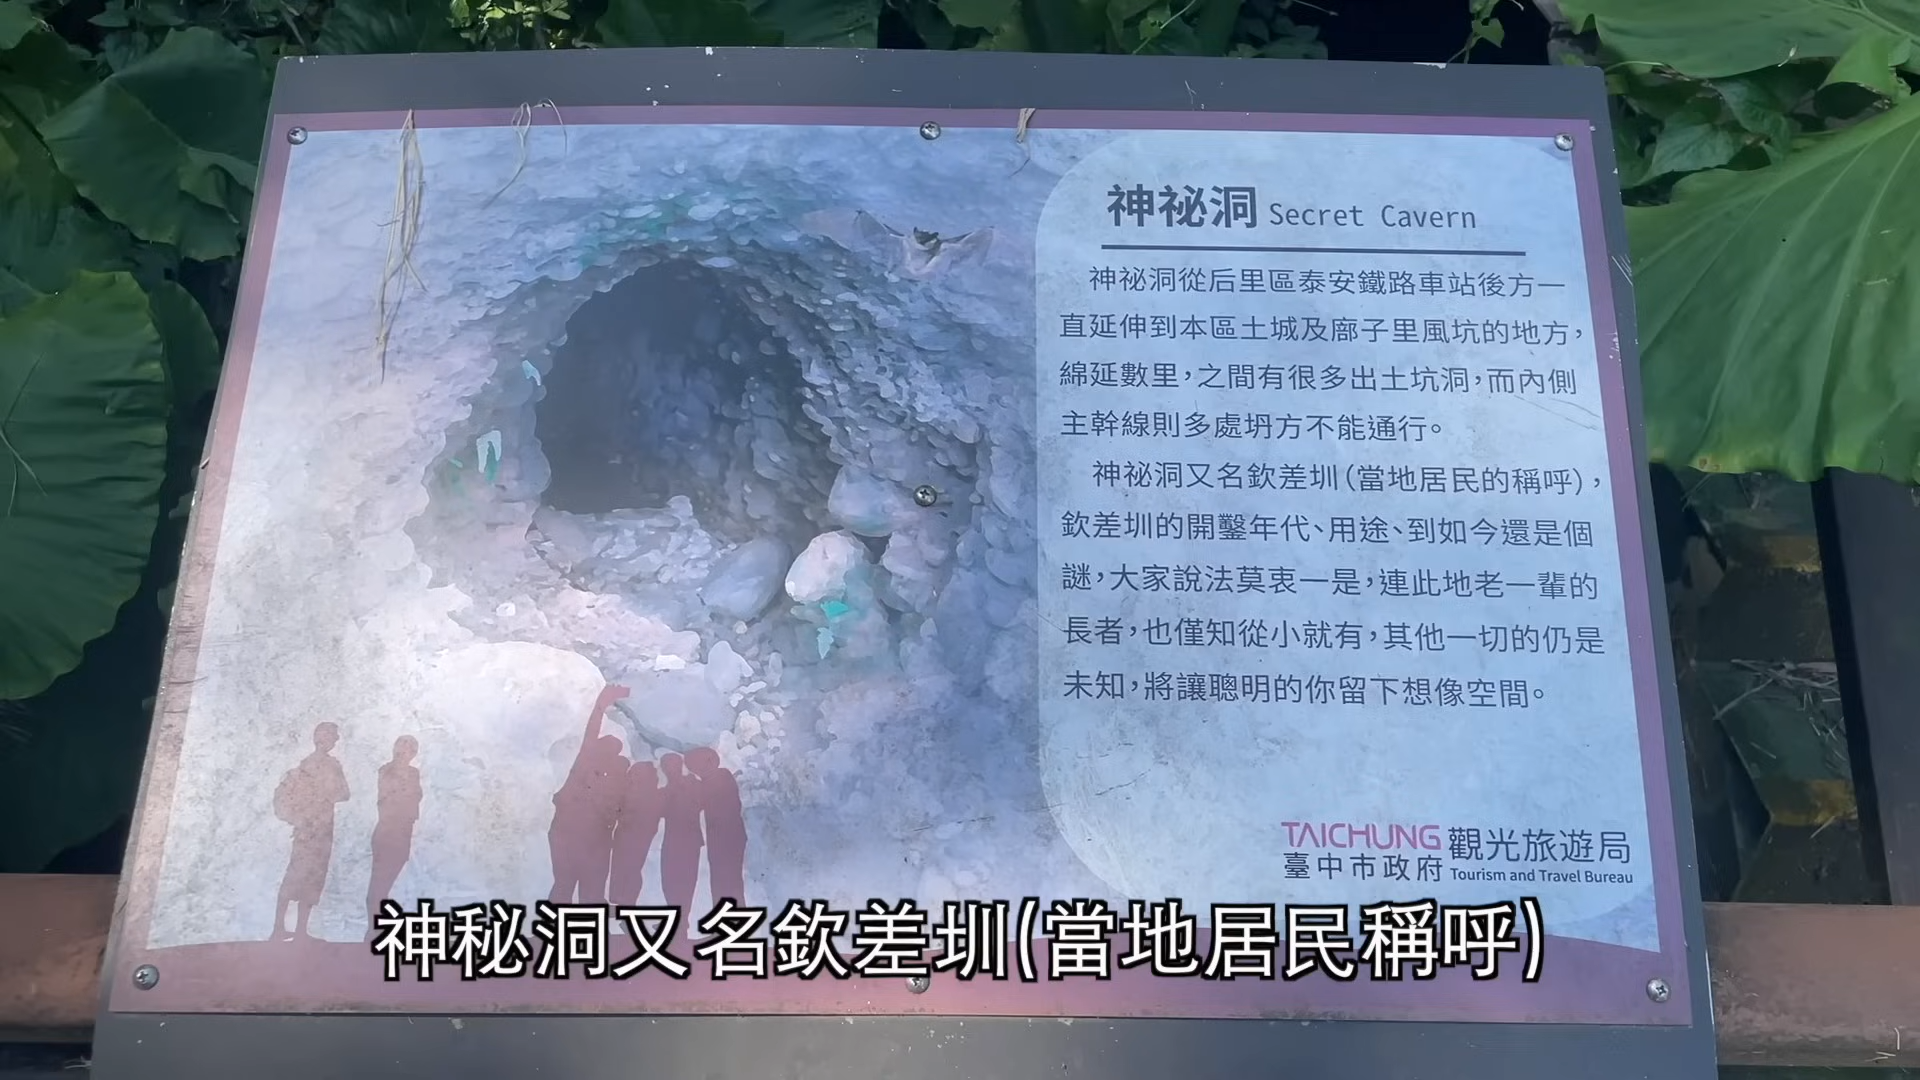 神祕洞 Secret Cavern
神祕洞從后里區泰安鐵路車站後方一
直延伸到本區土城及廍子里風坑的地方，
綿延數里，之間有很多出土坑洞，而內側
主幹線則多處坍方不能通行。
神祕洞又名欽差圳（當地居民的稱呼），
欽差圳的開鑿年代、用途、到如今還是個
謎，大家說法莫衷一是，連此地老一輩的
長者，也僅知從小就有，其他一切的仍是
未知，將讓聰明的你留下想像空間。
TAICHUNG 觀光旅遊局
臺中市政府 Tourism and Travel Bureau
神秘洞又名欽差圳(當地居民稱呼)